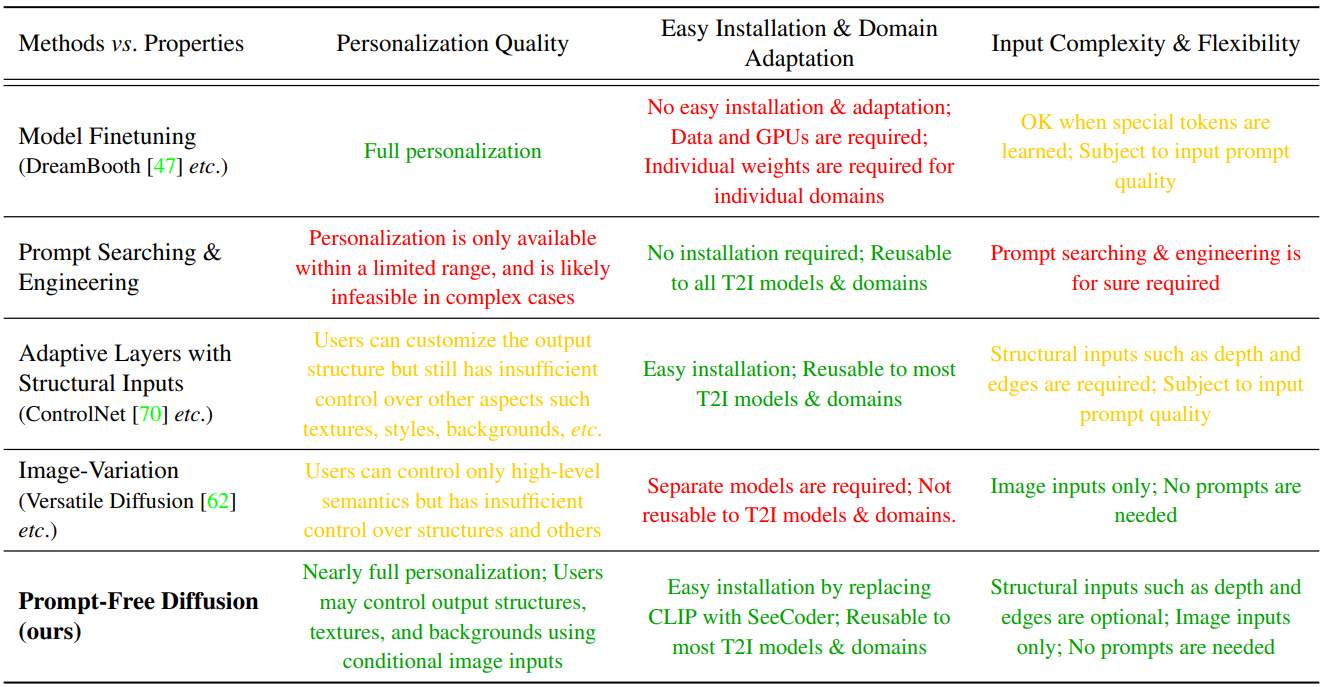 Methods vs. Properties
Personalization Quality
Easy Installation & Domain
Adaptation
Input Complexity & Flexibility
Model Finetuning
(DreamBooth [47] etc.)
Full personalization
No easy installation & adaptation;
Data and GPUs are required;
Individual weights are required for
individual domains
OK when special tokens are
learned; Subject to input prompt
quality
Prompt Searching &
Engineering
Personalization is only available
within a limited range, and is likely
infeasible in complex cases
No installation required; Reusable
to all T2I models & domains
Prompt searching & engineering is
for sure required
Adaptive Layers with
Structural Inputs
(ControlNet [70] etc.)
Users can customize the output
structure but still has insufficient
control over other aspects such
textures, styles, backgrounds, etc.
Easy installation; Reusable to most
T2I models & domains
Structural inputs such as depth and
edges are required; Subject to input
prompt quality
Image-Variation
(Versatile Diffusion [62]
etc.)
Users can control only high-level
semantics but has insufficient
control over structures and others
Separate models are required; Not
reusable to T2I models & domains.
Image inputs only; No prompts are
needed
Prompt-Free Diffusion
(ours)
Nearly full personalization; Users
may control output structures,
textures, and backgrounds using
conditional image inputs
Easy installation by replacing
CLIP with SeeCoder; Reusable to
most T2I models & domains
Structural inputs such as depth and
edges are optional; Image inputs
only; No prompts are needed